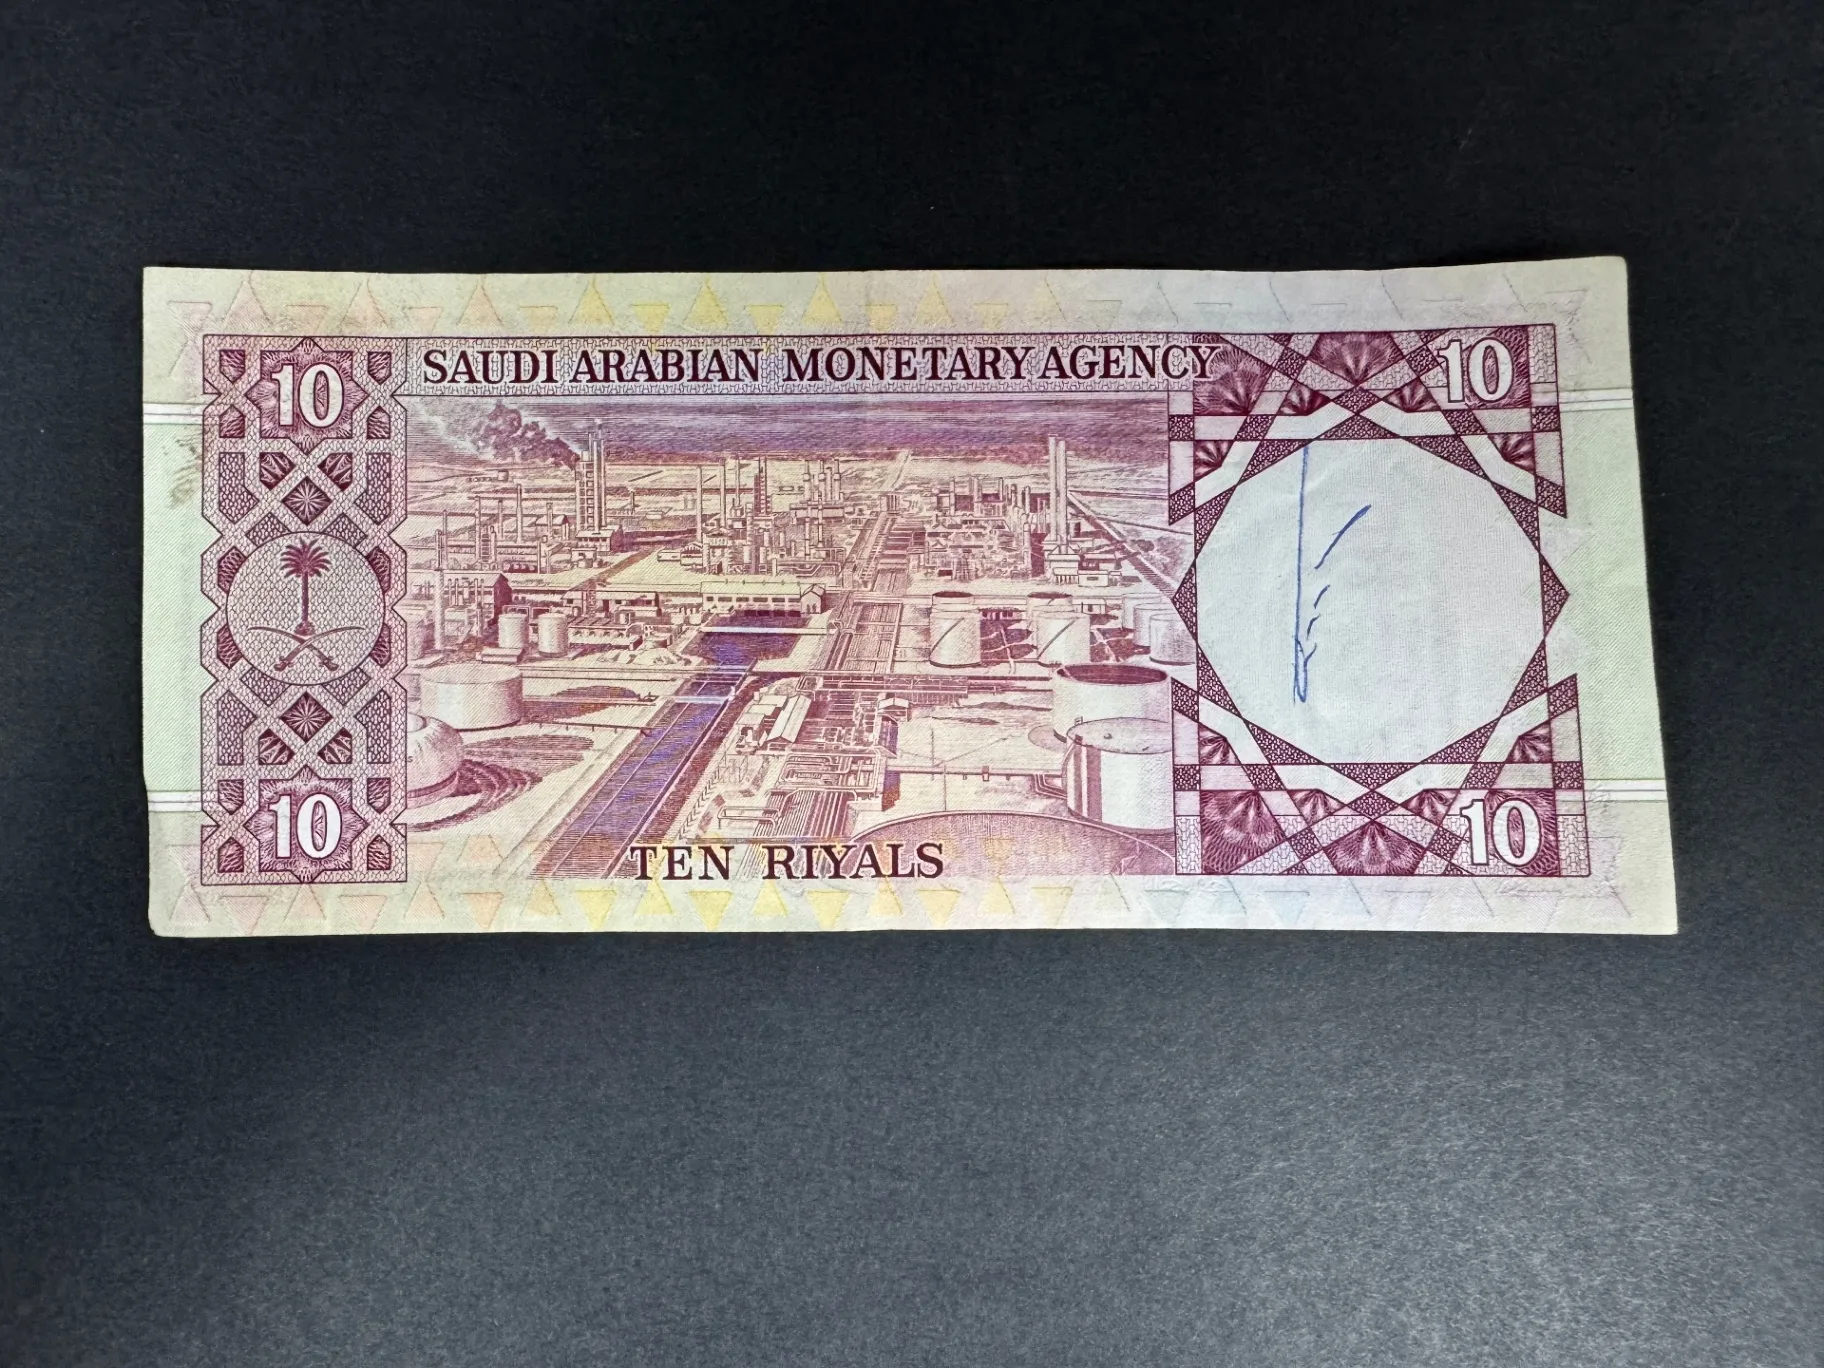 10 SAUDI ARABIAN MONETARY AGENCY 10
10 TEN RIYALS 10